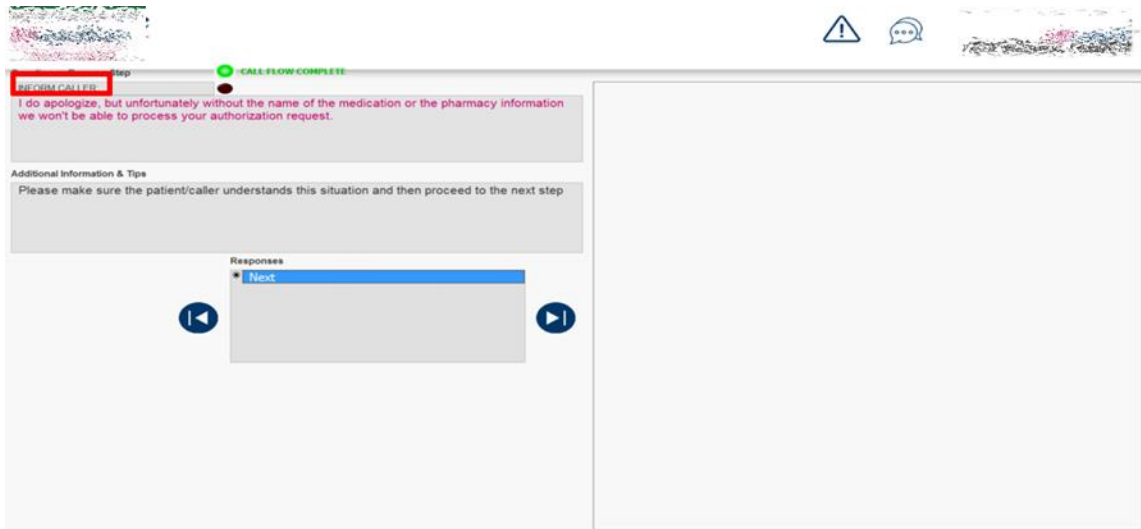 Step
CALL FLOW COMPLETE
INFORM CALLER
I do apologize, but unfortunately without the name of the medication or the pharmacy information
we won't be able to process your authorization request.
Additional Information & Tips
Please make sure the patient/caller understands this situation and then proceed to the next step
Responses
Next